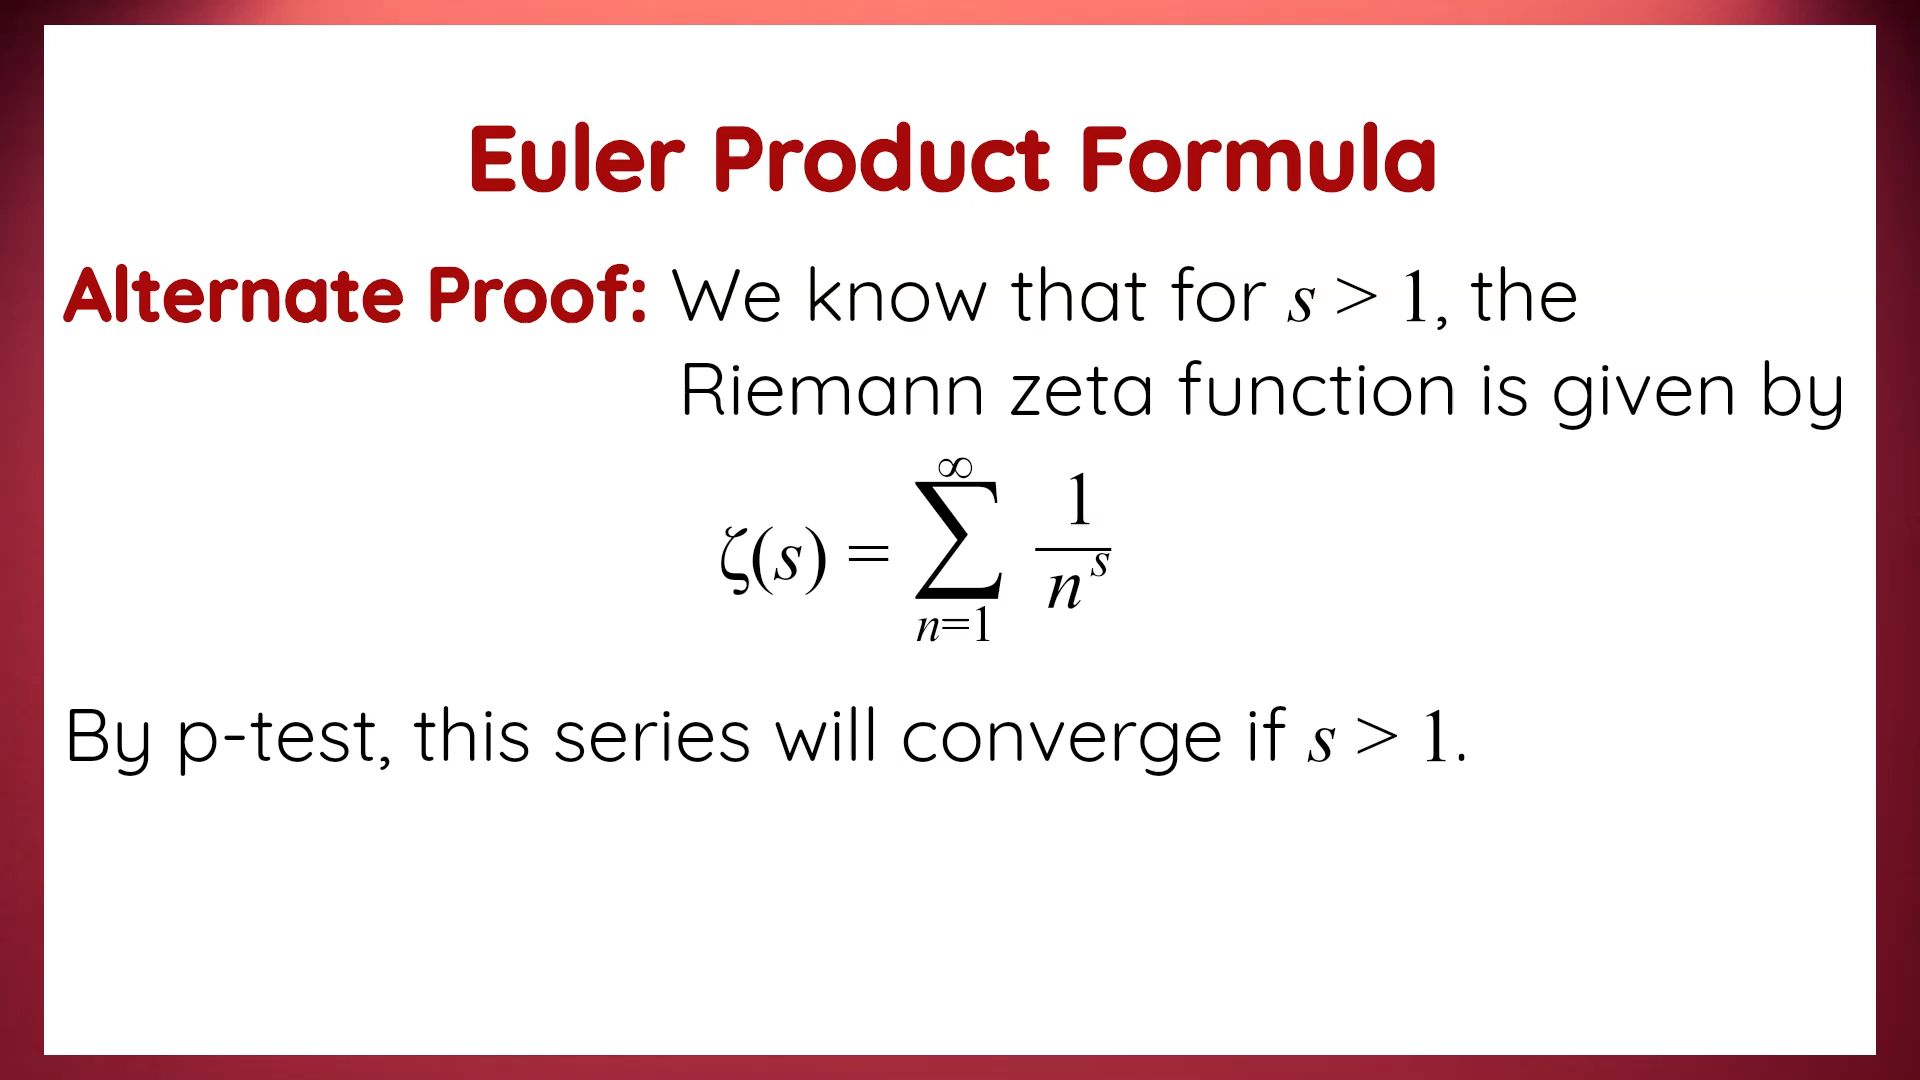 Euler Product Formula
Alternate Proof: We know that for s > 1, the
Riemann zeta function is given by
ζ(s) = ∑_{n=1}^{∞} 1/n^s
By p-test, this series will converge if s > 1.